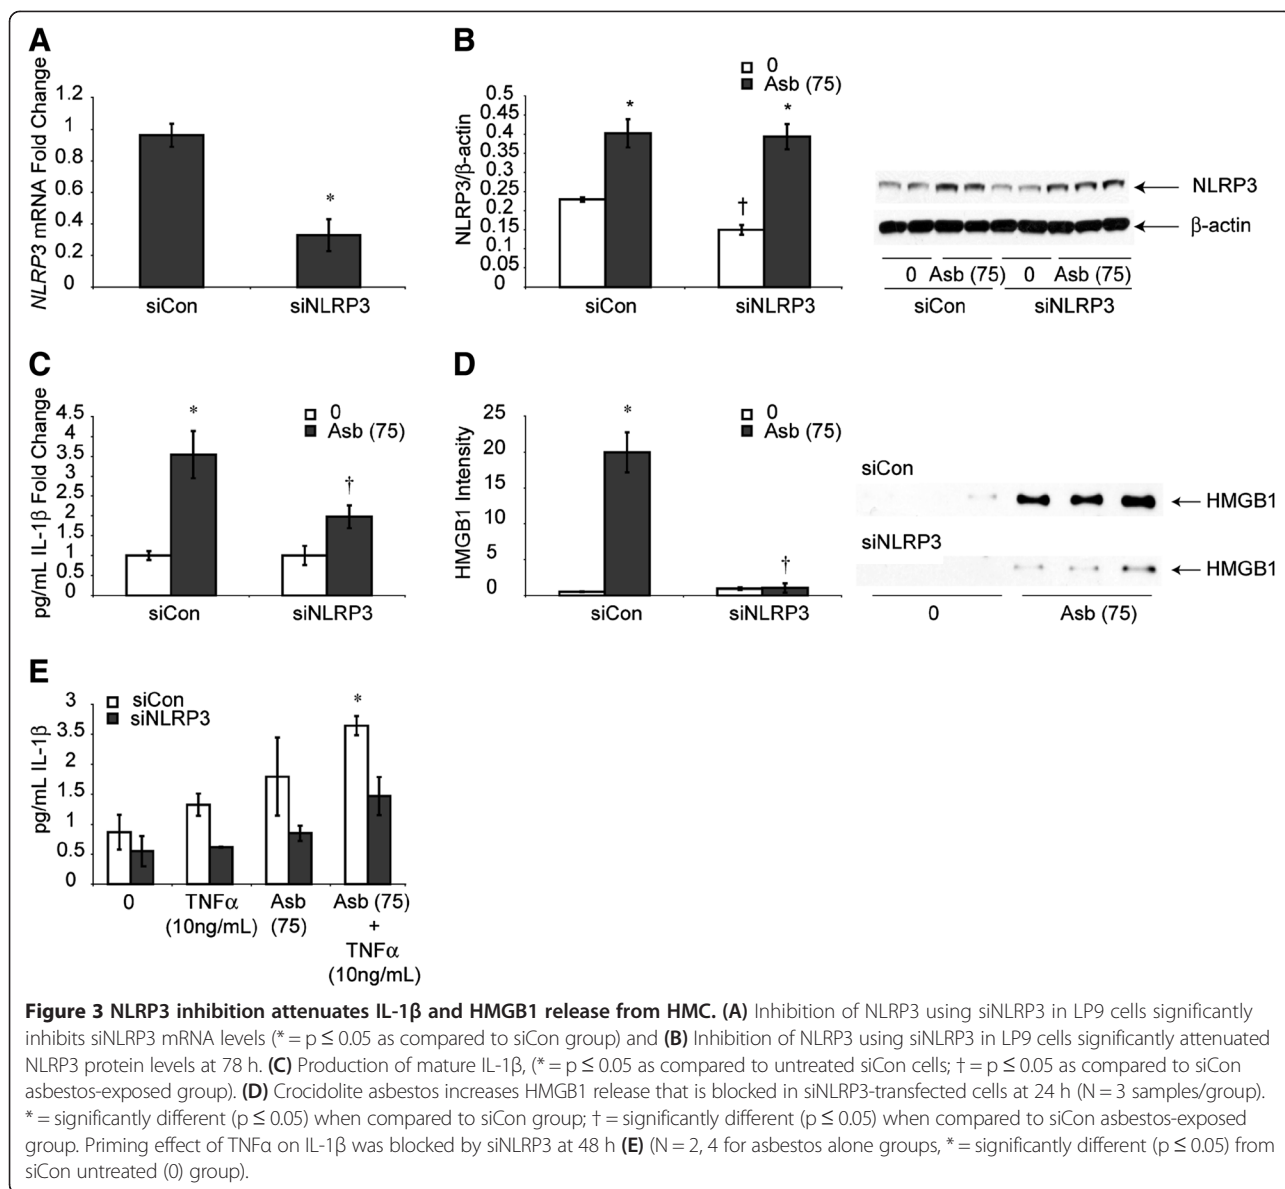 A
NLRP3 mRNA Fold Change
1.2
1
0.8
0.6
0.4
0.2
0
*
siCon
siNLRP3
B
0
Asb (75)
NLRP3/β-actin
0.5
0.45
0.4
0.35
0.3
0.25
0.2
0.15
0.1
0.05
0
*
†
*
siCon
siNLRP3
NLRP3
β-actin
0 Asb (75) 0 Asb (75)
siCon siNLRP3
C
pg/mL IL-1β Fold Change
4.5
4
3.5
3
2.5
2
1.5
1
0.5
0
0
Asb (75)
*
†
siCon
siNLRP3
D
HMGB1 Intensity
25
20
15
10
5
0
0
Asb (75)
*
†
siCon
siNLRP3
siCon
HMGB1
siNLRP3
HMGB1
0 Asb (75)
E
pg/mL IL-1β
3
3.5
2
1.5
1
0.5
0
siCon
siNLRP3
*
0
TNFα
(10ng/mL)
Asb
(75)
Asb (75)
+
TNFα
(10ng/mL)
Figure 3 NLRP3 inhibition attenuates IL-1β and HMGB1 release from HMC. (A) Inhibition of NLRP3 using siNLRP3 in LP9 cells significantly
inhibits siNLRP3 mRNA levels (* = p ≤ 0.05 as compared to siCon group) and (B) Inhibition of NLRP3 using siNLRP3 in LP9 cells significantly attenuated
NLRP3 protein levels at 78 h. (C) Production of mature IL-1β, (* = p ≤ 0.05 as compared to untreated siCon cells; † = p ≤ 0.05 as compared to siCon
asbestos-exposed group). (D) Crocidolite asbestos increases HMGB1 release that is blocked in siNLRP3-transfected cells at 24 h (N = 3 samples/group).
* = significantly different (p ≤ 0.05) when compared to siCon group; † = significantly different (p ≤ 0.05) when compared to siCon asbestos-exposed
group. Priming effect of TNFα on IL-1β was blocked by siNLRP3 at 48 h (E) (N = 2, 4 for asbestos alone groups, * = significantly different (p ≤ 0.05) from
siCon untreated (0) group).